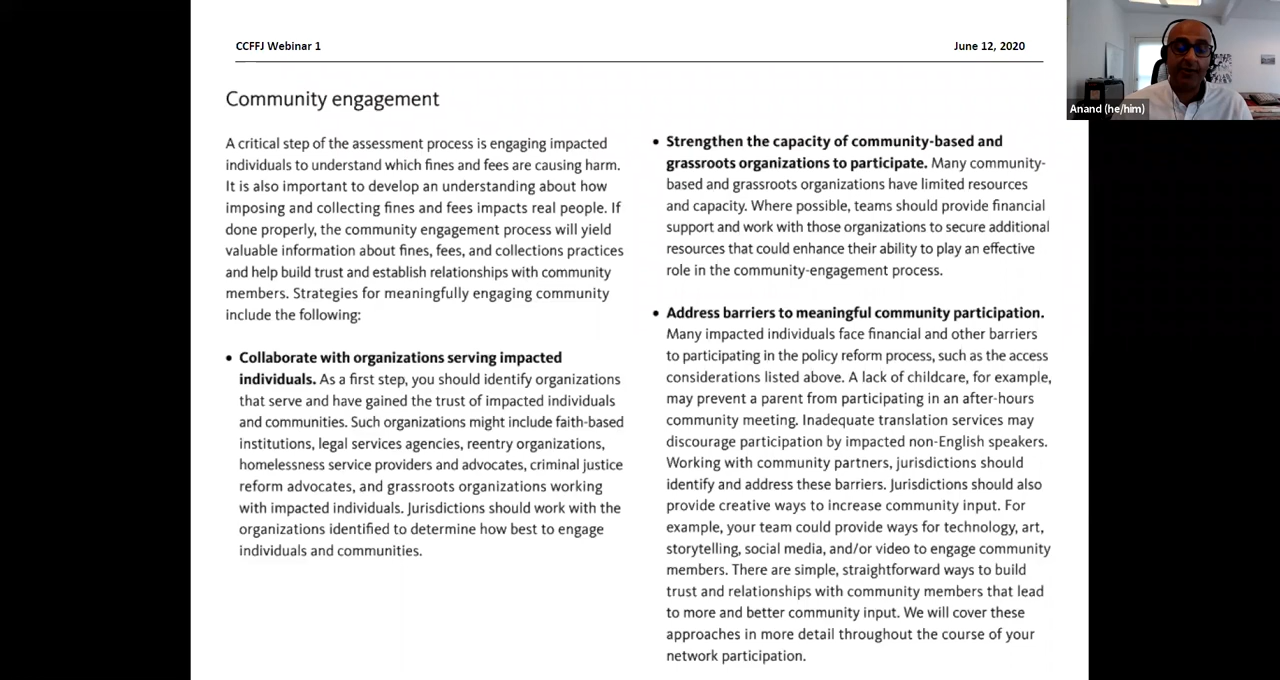 CCFFJ Webinar 1
June 12, 2020
Anand (he/him)
Community engagement
A critical step of the assessment process is engaging impacted
individuals to understand which fines and fees are causing harm.
It is also important to develop an understanding about how
imposing and collecting fines and fees impacts real people. If
done properly, the community engagement process will yield
valuable information about fines, fees, and collections practices
and help build trust and establish relationships with community
members. Strategies for meaningfully engaging community
include the following:
• Collaborate with organizations serving impacted
individuals. As a first step, you should identify organizations
that serve and have gained the trust of impacted individuals
and communities. Such organizations might include faith-based
institutions, legal services agencies, reentry organizations,
homelessness service providers and advocates, criminal justice
reform advocates, and grassroots organizations working
with impacted individuals. Jurisdictions should work with the
organizations identified to determine how best to engage
individuals and communities.
• Strengthen the capacity of community-based and
grassroots organizations to participate. Many community-
based and grassroots organizations have limited resources
and capacity. Where possible, teams should provide financial
support and work with those organizations to secure additional
resources that could enhance their ability to play an effective
role in the community-engagement process.
• Address barriers to meaningful community participation.
Many impacted individuals face financial and other barriers
to participating in the policy reform process, such as the access
considerations listed above. A lack of childcare, for example,
may prevent a parent from participating in an after-hours
community meeting. Inadequate translation services may
discourage participation by impacted non-English speakers.
Working with community partners, jurisdictions should
identify and address these barriers. Jurisdictions should also
provide creative ways to increase community input. For
example, your team could provide ways for technology, art,
storytelling, social media, and/or video to engage community
members. There are simple, straightforward ways to build
trust and relationships with community members that lead
to more and better community input. We will cover these
approaches in more detail throughout the course of your
network participation.